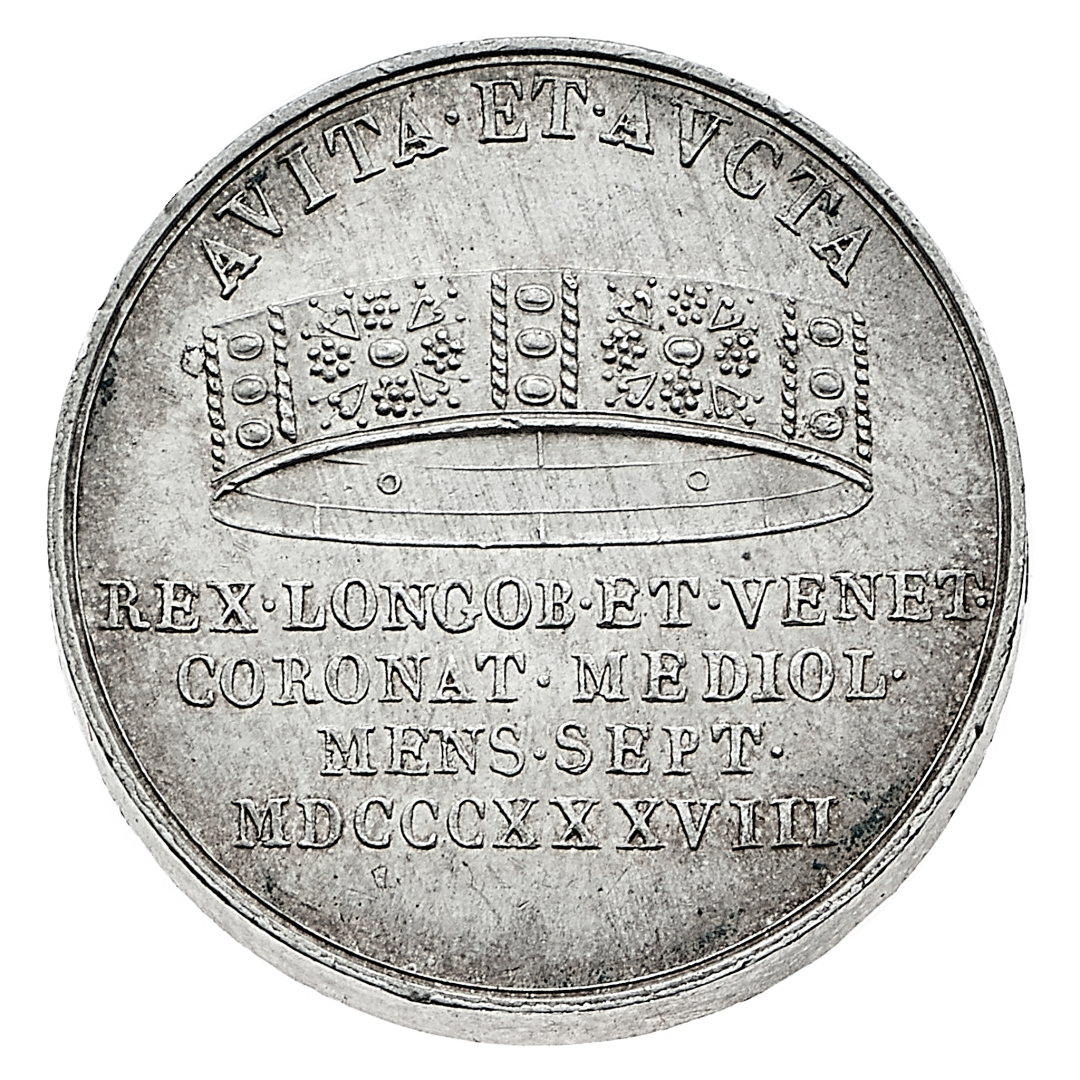 AVITA·ET·AVCTA
REX·LONGOB·ET·VENET·
CORONAT·MEDIOL·
MENS·SEPT·
MDCCCXXXVIII